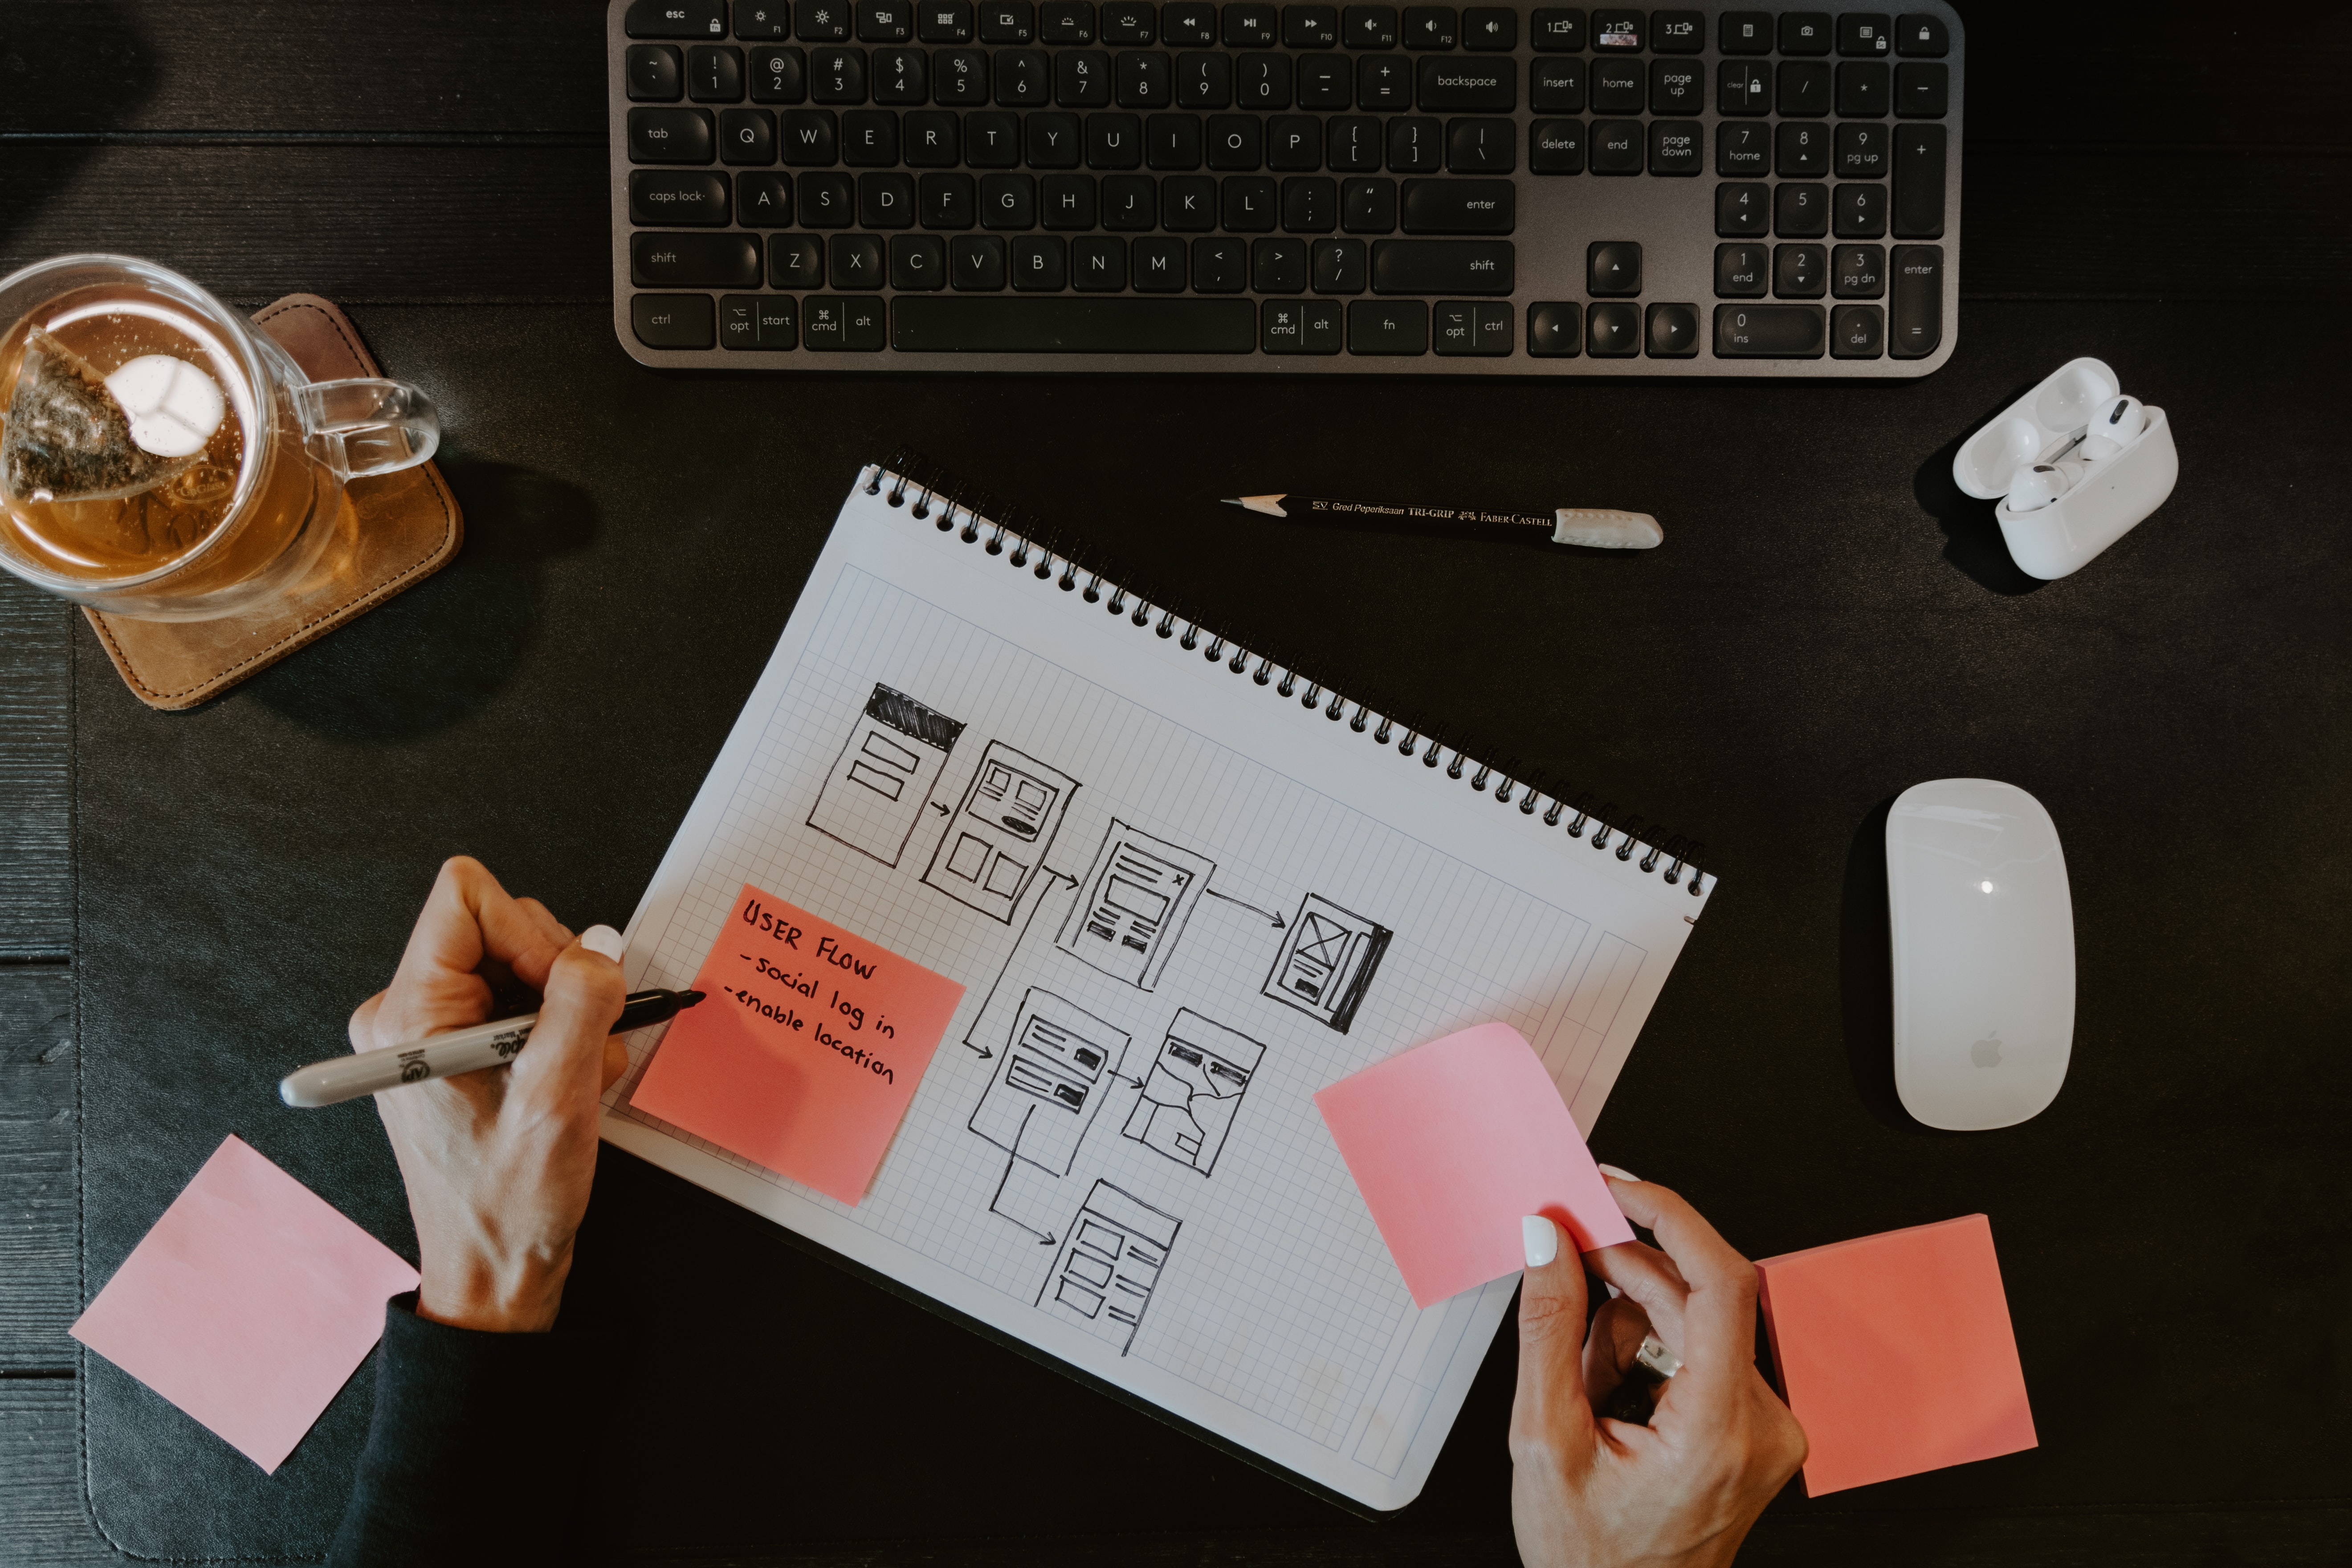 esc F1 F2 F3 F4 F5 F6 F7 F8 F9 F10 F11 F12 1 2 3
~ ` ! 1 @ 2 # 3 $ 4 % 5 ^ 6 & 7 * 8 ( 9 ) 0 – - + = backspace insert home page up clear / * –
tab Q W E R T Y U I O P { [ } ] | \ delete end page down 7 home 8 9 pg up +
caps lock A S D F G H J K L : ; “ ‘ enter 4 5 6
shift Z X C V B N M < , > . ? / shift 1 end 2 3 pg dn enter =
ctrl opt start cmd alt cmd alt fn opt ctrl 0 ins . del
5V Gred Peperiksaan TRI-GRIP FABER-CASTELL
USER FLOW
- social log in
- enable location